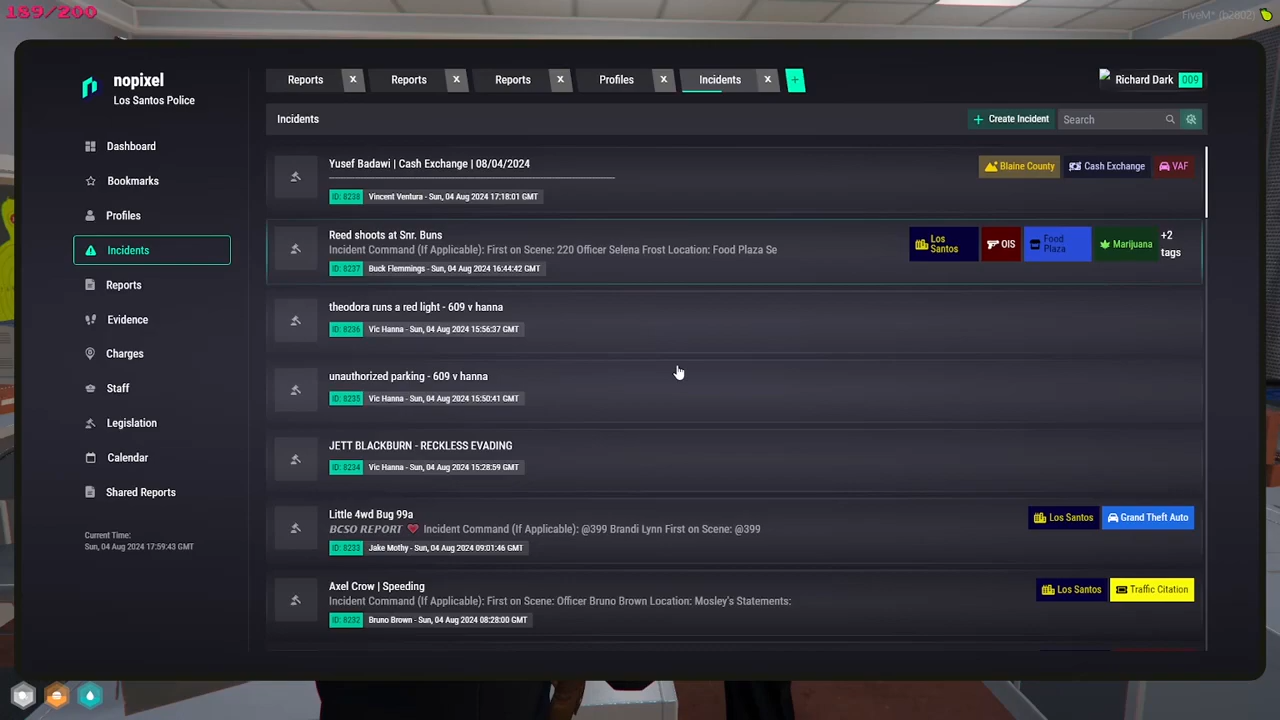 189/200
FiveM* (b2802)
nopixel
Los Santos Police
Reports x Reports x Reports x Profiles x Incidents x +
Richard Dark 009
Incidents
+ Create Incident
Search
Dashboard
Bookmarks
Profiles
Incidents
Reports
Evidence
Charges
Staff
Legislation
Calendar
Shared Reports
Current Time:
Sun, 04 Aug 2024 17:59:43 GMT
Yusef Badawi | Cash Exchange | 08/04/2024
ID: 8238 Vincent Ventura - Sun, 04 Aug 2024 17:18:01 GMT
Blaine County Cash Exchange VAF
Reed shoots at Snr. Buns
Incident Command (If Applicable): First on Scene: 220 Officer Selena Frost Location: Food Plaza Se
ID: 8237 Buck Flemmings - Sun, 04 Aug 2024 16:44:42 GMT
Los Santos OIS Food Plaza Marijuana +2 tags
theodora runs a red light - 609 v hanna
ID: 8236 Vic Hanna - Sun, 04 Aug 2024 15:56:37 GMT
unauthorized parking - 609 v hanna
ID: 8235 Vic Hanna - Sun, 04 Aug 2024 15:50:41 GMT
JETT BLACKBURN - RECKLESS EVADING
ID: 8234 Vic Hanna - Sun, 04 Aug 2024 15:28:59 GMT
Little 4wd Bug 99a
BCSO REPORT ❤️ Incident Command (If Applicable): @399 Brandi Lynn First on Scene: @399
ID: 8233 Jake Mothy - Sun, 04 Aug 2024 09:01:46 GMT
Los Santos Grand Theft Auto
Axel Crow | Speeding
Incident Command (If Applicable): First on Scene: Officer Bruno Brown Location: Mosley's Statements:
ID: 8232 Bruno Brown - Sun, 04 Aug 2024 08:28:00 GMT
Los Santos Traffic Citation